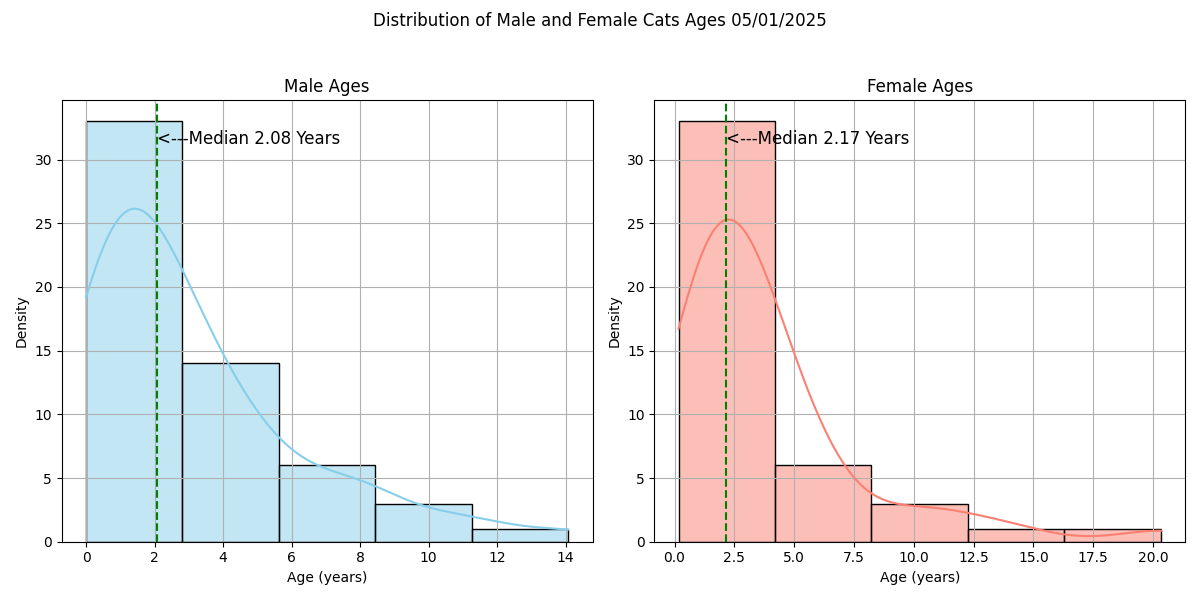 Distribution of Male and Female Cats Ages 05/01/2025
Male Ages
<---Median 2.08 Years
30
25
20
15
10
5
0
Density
0 2 4 6 8 10 12 14
Age (years)
Female Ages
<---Median 2.17 Years
30
25
20
15
10
5
0
Density
0.0 2.5 5.0 7.5 10.0 12.5 15.0 17.5 20.0
Age (years)